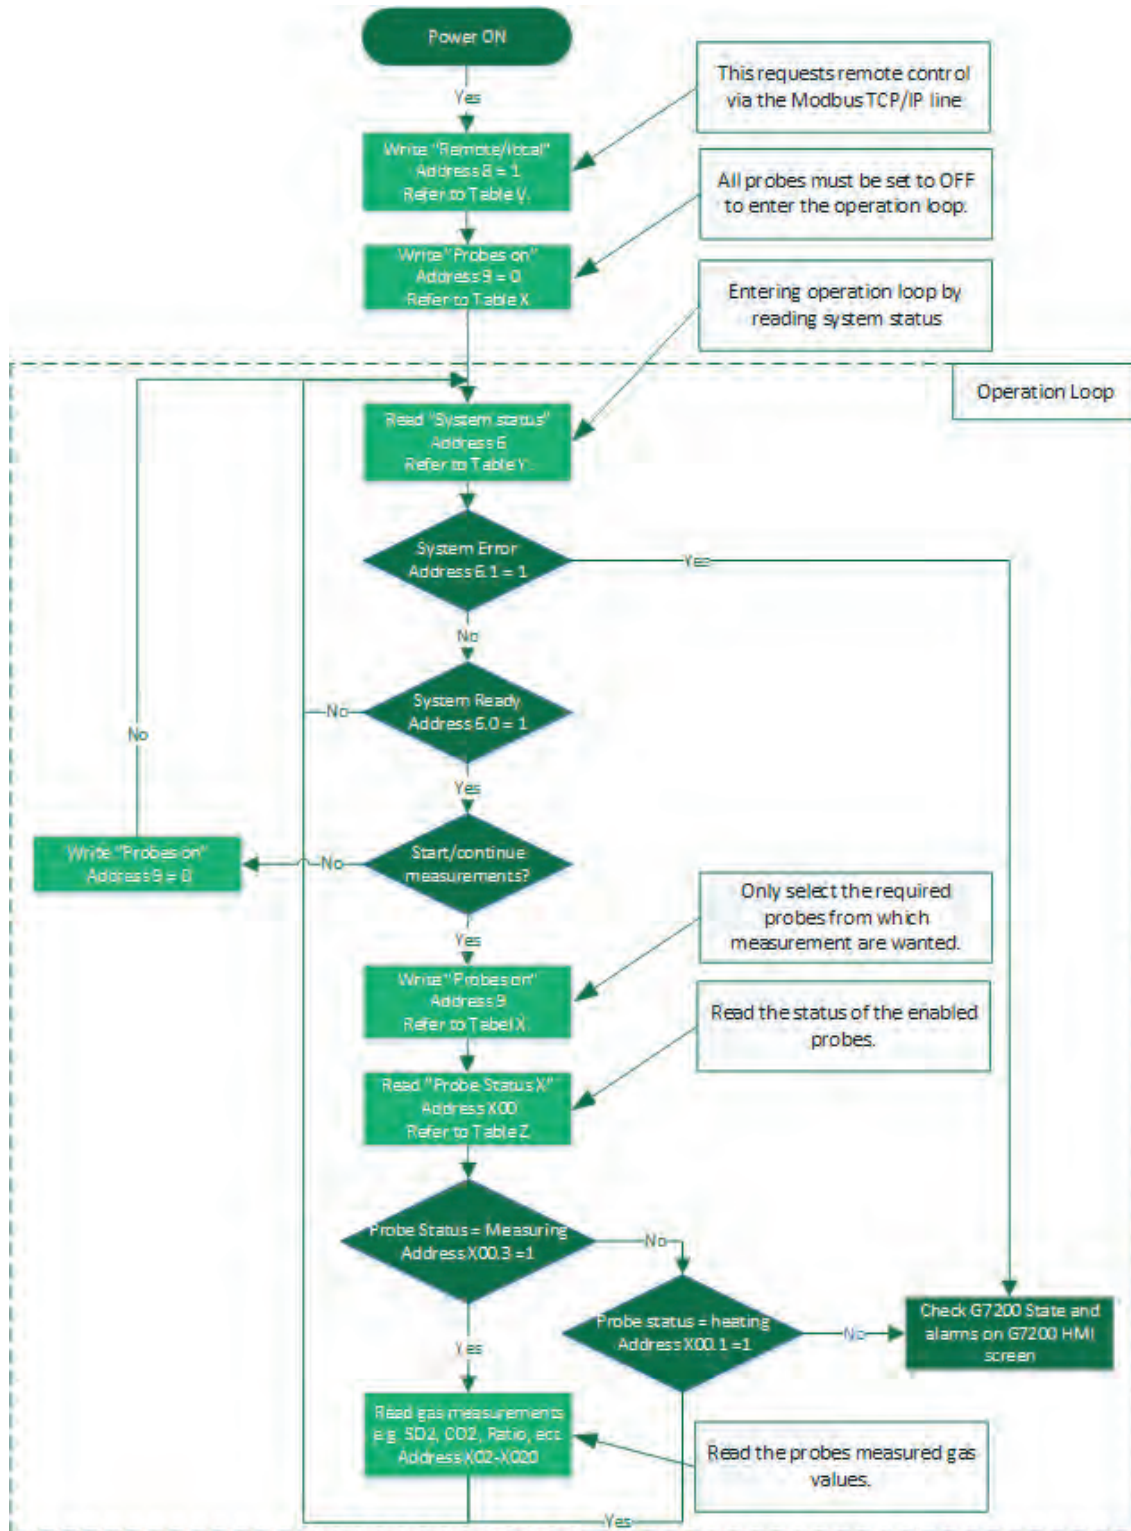 Power ON
Yes
This requests remote control
via the Modbus TCP/IP line
Write "Remote/local"
Address 8 = 1
Refer to Table V.
All probes must be set to OFF
to enter the operation loop.
Write "Probes on"
Address 9 = 0
Refer to Table X
Entering operation loop by
reading system status
Operation Loop
Read "System status"
Address 6
Refer to Table Y.
System Error
Address 6.1 = 1
Yes
No
System Ready
Address 6.0 = 1
No
No
Yes
Write "Probes on"
Address 9 = 0
No
Start/continue
measurements?
Only select the required
probes from which
measurement are wanted.
Yes
Write "Probes on"
Address 9
Refer to Tabel X.
Read the status of the enabled
probes.
Read "Probe Status X"
Address X00
Refer to Table Z
Probe Status = Measuring
Address X00.3 =1
No
Probe status = heating
Address X00.1 =1
No
Check G7200 State and
alarms on G7200 HMI
screen
Yes
Read gas measurements
e.g. SO2, CO2, Ratio, ect.
Address X02-X020
Read the probes measured gas
values.
Yes